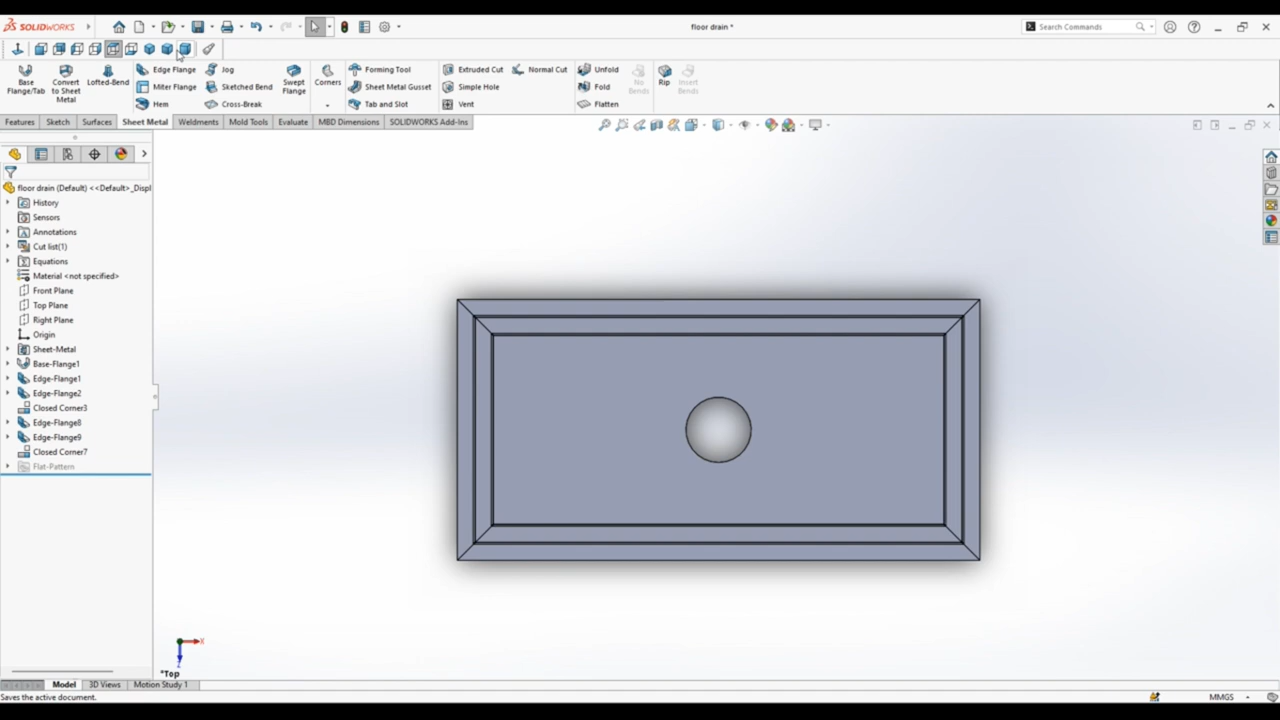 SOLIDWORKS
floor drain *
Search Commands
Base Flange/Tab
Convert to Sheet Metal
Lofted-Bend
Edge Flange
Miter Flange
Hem
Jog
Sketched Bend
Cross-Break
Swept Flange
Corners
Forming Tool
Sheet Metal Gusset
Tab and Slot
Extruded Cut
Simple Hole
Vent
Normal Cut
Unfold
Fold
Flatten
No Bends
Rip
Insert Bends
Features
Sketch
Surfaces
Sheet Metal
Weldments
Mold Tools
Evaluate
MBD Dimensions
SOLIDWORKS Add-Ins
floor drain (Default) <<Default>_Displ
History
Sensors
Annotations
Cut list(1)
Equations
Material <not specified>
Front Plane
Top Plane
Right Plane
Origin
Sheet-Metal
Base-Flange1
Edge-Flange1
Edge-Flange2
Closed Corner3
Edge-Flange8
Edge-Flange9
Closed Corner7
Flat-Pattern
X
Z
*Top
Model
3D Views
Motion Study 1
Saves the active document.
MMGS